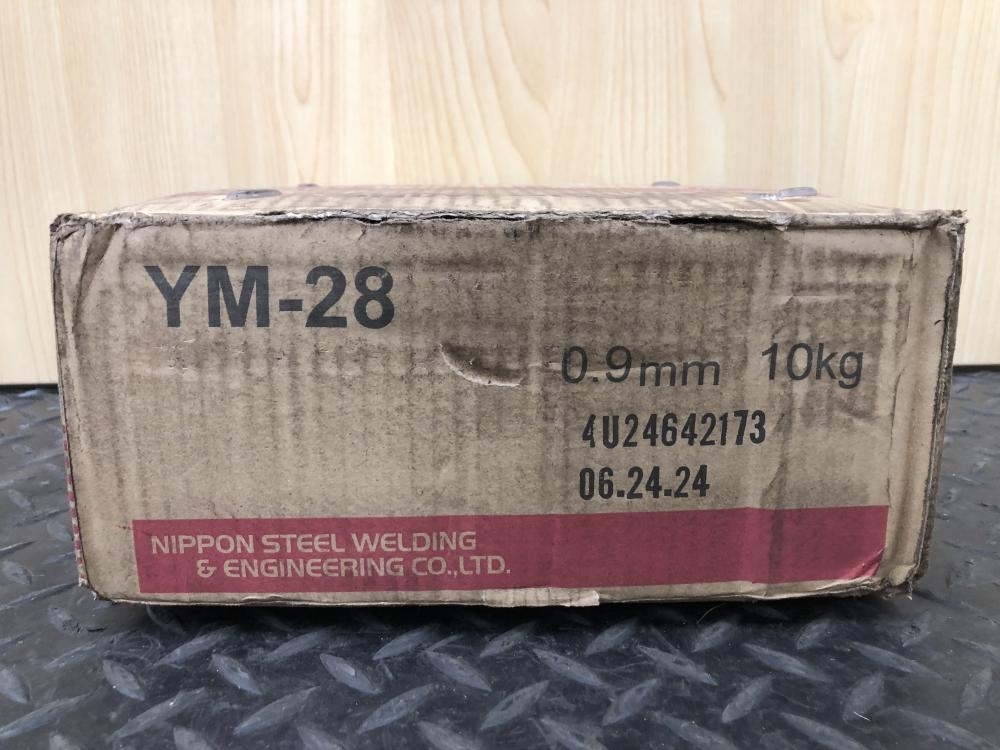 YM-28
0.9mm 10kg
4U24642173
06.24.24
NIPPON STEEL WELDING
& ENGINEERING CO.,LTD.